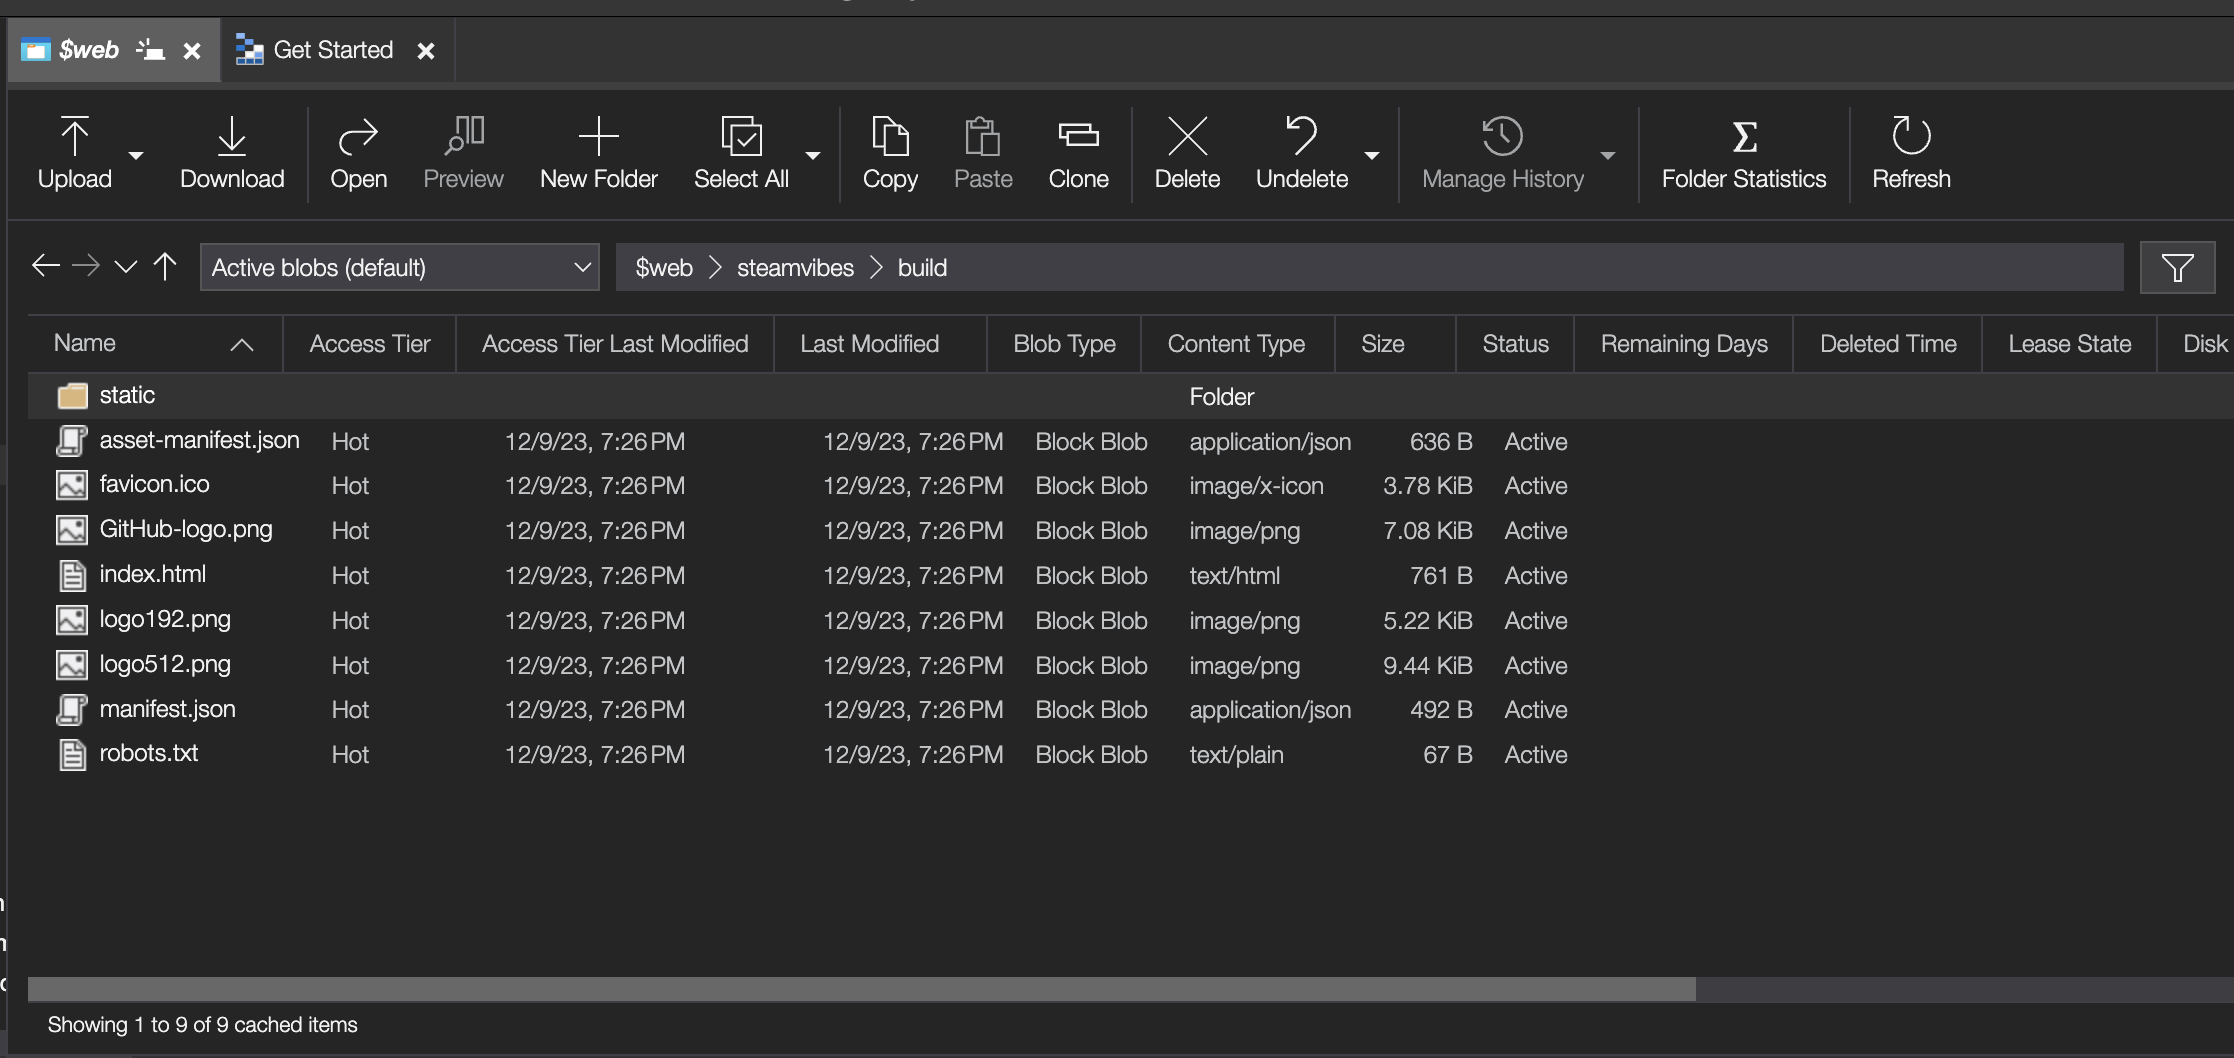 $web
Get Started
Upload
Download
Open
Preview
New Folder
Select All
Copy
Paste
Clone
Delete
Undelete
Manage History
Folder Statistics
Refresh
Active blobs (default)
$web steamvibes build
Name Access Tier Access Tier Last Modified Last Modified Blob Type Content Type Size Status Remaining Days Deleted Time Lease State Disk
static Folder
asset-manifest.json Hot 12/9/23, 7:26 PM 12/9/23, 7:26 PM Block Blob application/json 636 B Active
favicon.ico Hot 12/9/23, 7:26 PM 12/9/23, 7:26 PM Block Blob image/x-icon 3.78 KiB Active
GitHub-logo.png Hot 12/9/23, 7:26 PM 12/9/23, 7:26 PM Block Blob image/png 7.08 KiB Active
index.html Hot 12/9/23, 7:26 PM 12/9/23, 7:26 PM Block Blob text/html 761 B Active
logo192.png Hot 12/9/23, 7:26 PM 12/9/23, 7:26 PM Block Blob image/png 5.22 KiB Active
logo512.png Hot 12/9/23, 7:26 PM 12/9/23, 7:26 PM Block Blob image/png 9.44 KiB Active
manifest.json Hot 12/9/23, 7:26 PM 12/9/23, 7:26 PM Block Blob application/json 492 B Active
robots.txt Hot 12/9/23, 7:26 PM 12/9/23, 7:26 PM Block Blob text/plain 67 B Active
Showing 1 to 9 of 9 cached items